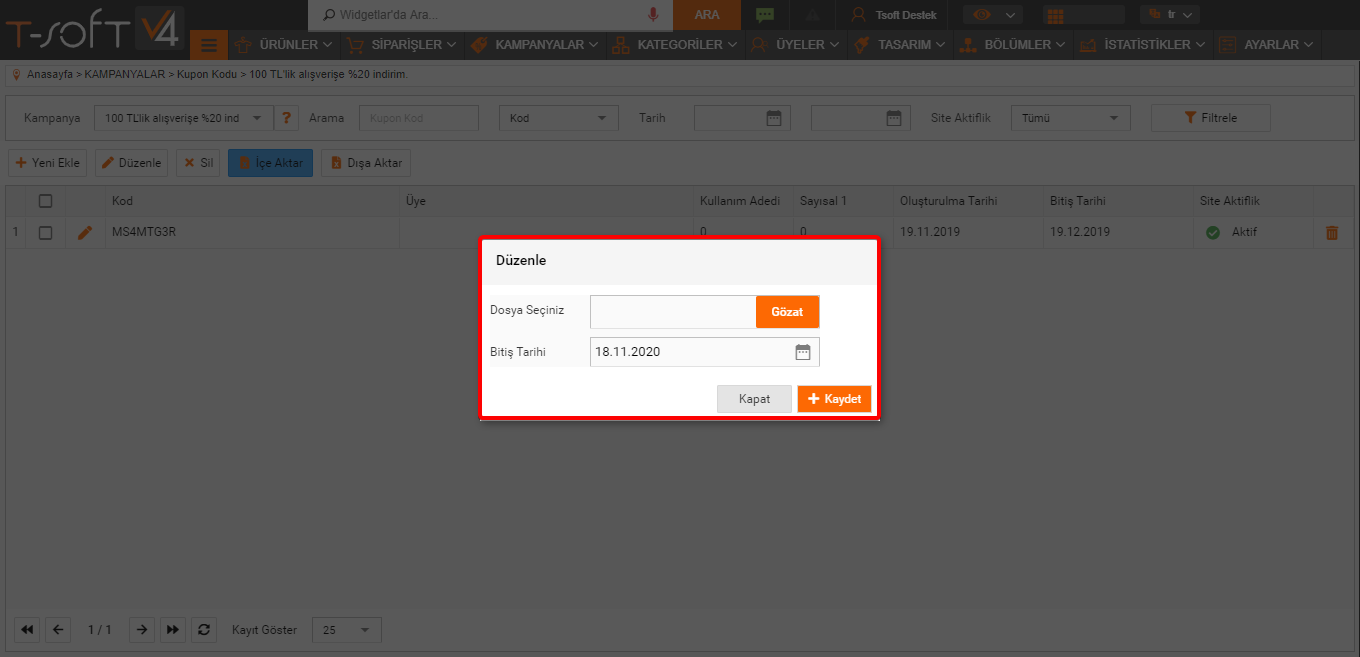 T-SOFT V4
Widgetlar'da Ara...
ARA
Tsoft Destek
tr
ÜRÜNLER
SİPARİŞLER
KAMPANYALAR
KATEGORİLER
ÜYELER
TASARIM
BÖLÜMLER
İSTATİSTİKLER
AYARLAR
Anasayfa > KAMPANYALAR > Kupon Kodu > 100 TL'lik alışverişe %20 indirim.
Kampanya
100 TL'lik alışverişe %20 ind
?
Arama
Kupon Kod
Kod
Tarih
Site Aktiflik
Tümü
Filtrele
Yeni Ekle
Düzenle
Sil
İçe Aktar
Dışa Aktar
Kod
Üye
Kullanım Adedi
Sayısal 1
Oluşturulma Tarihi
Bitiş Tarihi
Site Aktiflik
1
MS4MTG3R
0
0
19.11.2019
19.12.2019
Aktif
Düzenle
Dosya Seçiniz
Gözat
Bitiş Tarihi
18.11.2020
Kapat
Kaydet
1 / 1
Kayıt Göster
25